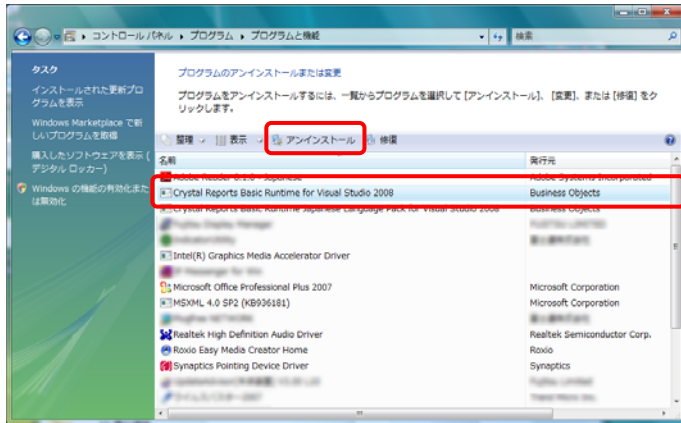 コントロール パネル ▸ プログラム ▸ プログラムと機能
検索
タスク
インストールされた更新プロ
グラムを表示
Windows Marketplace で新
しいプログラムを取得
購入したソフトウェアを表示 (
デジタル ロッカー)
Windows の機能の有効化また
は無効化
プログラムのアンインストールまたは変更
プログラムをアンインストールするには、一覧からプログラムを選択して [アンインストール]、[変更]、または [修復] をク
リックします。
整理 表示 アンインストール 修復
名前 発行元
Adobe Reader 8.1.0 - Japanese Adobe Systems Incorporated
Crystal Reports Basic Runtime for Visual Studio 2008 Business Objects
Crystal Reports Basic Runtime Japanese Language Pack for Visual Studio 2008 Business Objects
Intel(R) Graphics Media Accelerator Driver
Microsoft Office Professional Plus 2007 Microsoft Corporation
MSXML 4.0 SP2 (KB936181) Microsoft Corporation
Realtek High Definition Audio Driver Realtek Semiconductor Corp.
Roxio Easy Media Creator Home Roxio
Synaptics Pointing Device Driver Synaptics